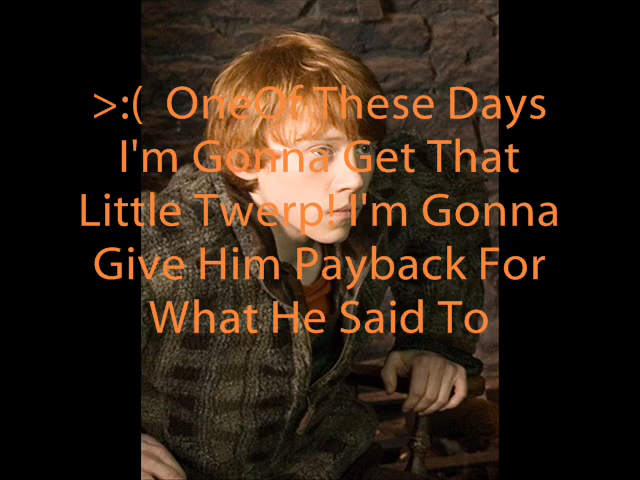 >:(  OneOf These Days
I'm Gonna Get That
Little Twerp! I'm Gonna
Give Him Payback For
What He Said To